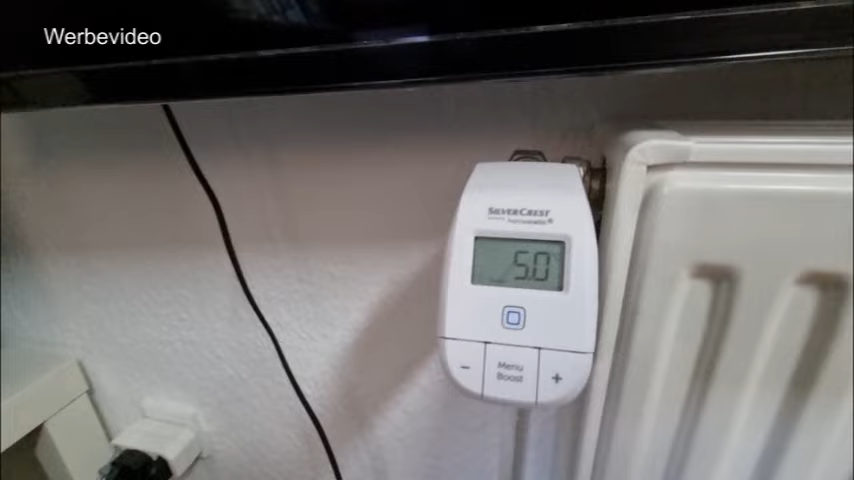 Werbevideo
SILVERCREST
5.0
− Menu +
Boost